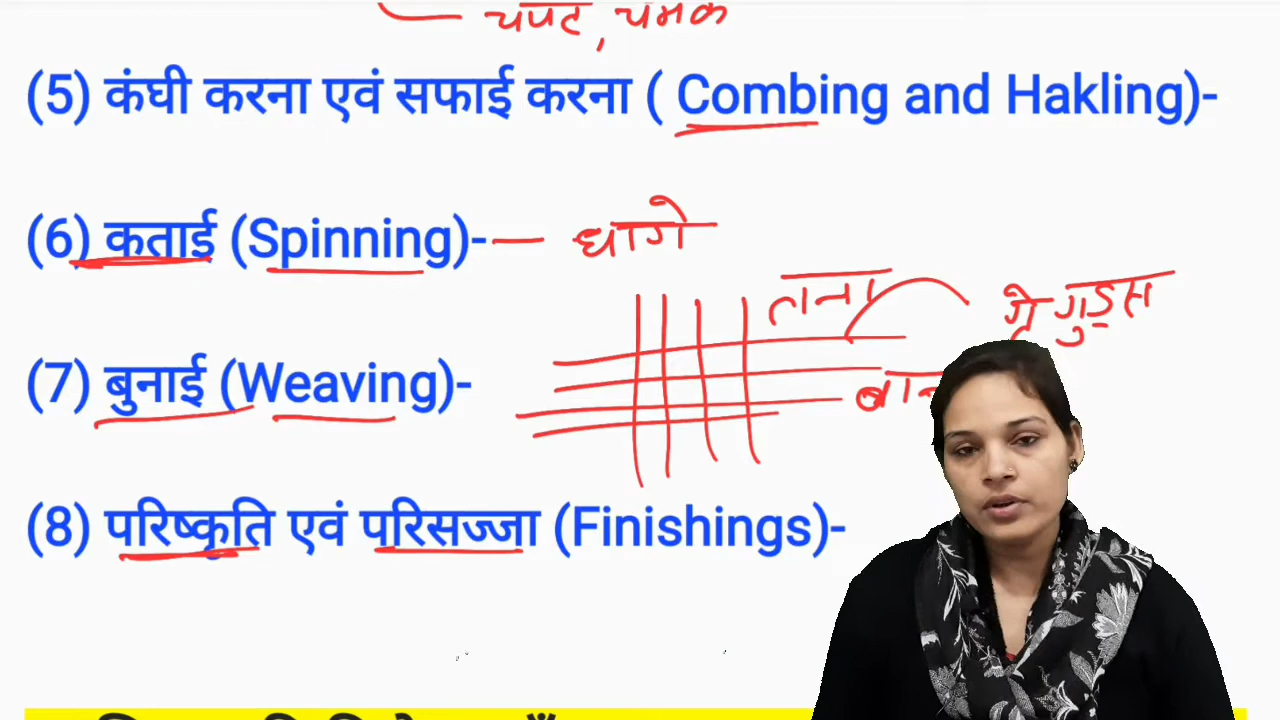 चपटे, चमक
(5) कंघी करना एवं सफाई करना ( Combing and Hakling)-
(6) कताई (Spinning)- — धागे
ताना
ग्रे गुड्स
(7) बुनाई (Weaving)-
(8) परिष्कृति एवं परिसज्जा (Finishings)-